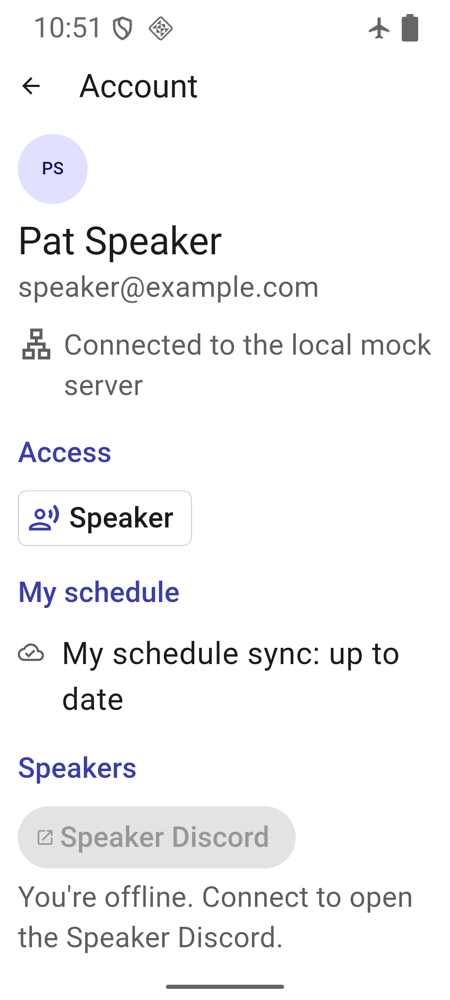 10:51
Account
PS
Pat Speaker
speaker@example.com
Connected to the local mock
server
Access
Speaker
My schedule
My schedule sync: up to
date
Speakers
Speaker Discord
You're offline. Connect to open
the Speaker Discord.